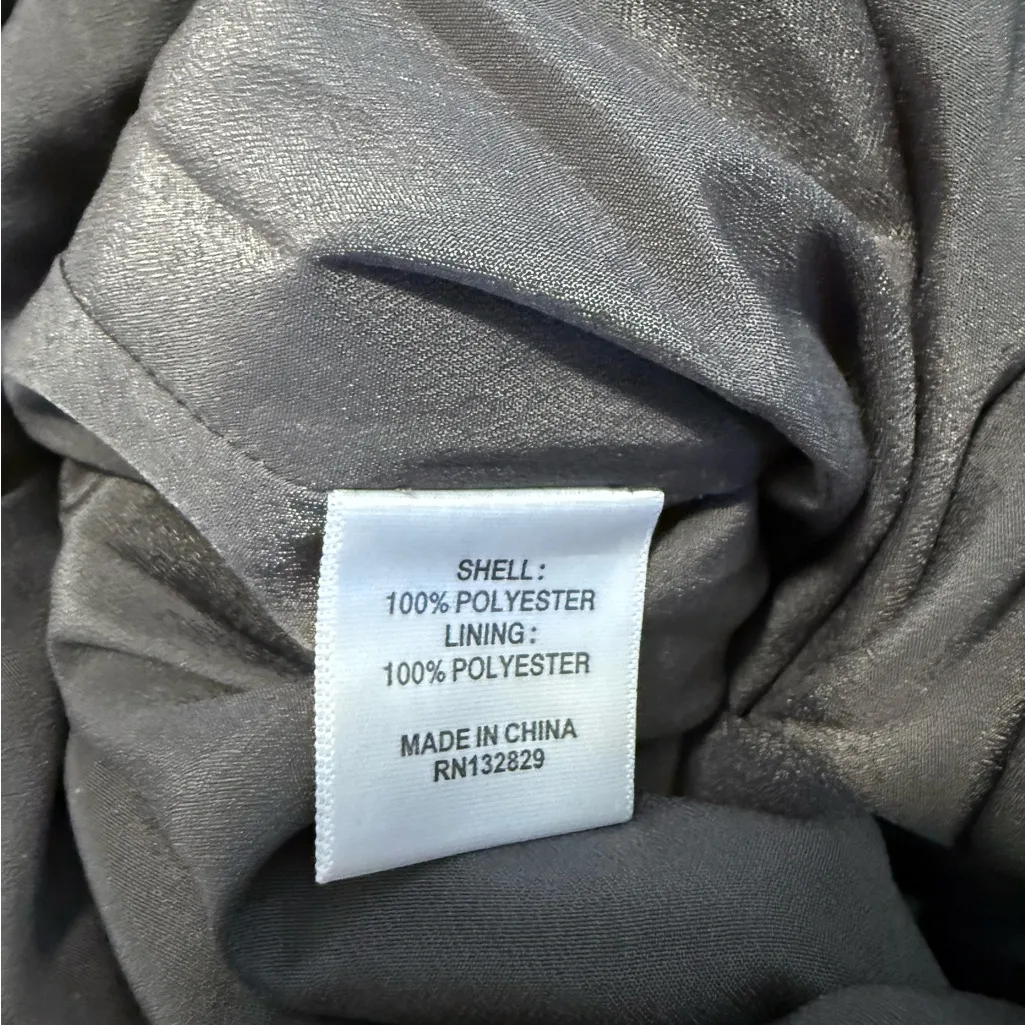 SHELL:
100% POLYESTER
LINING:
100% POLYESTER
MADE IN CHINA
RN132829